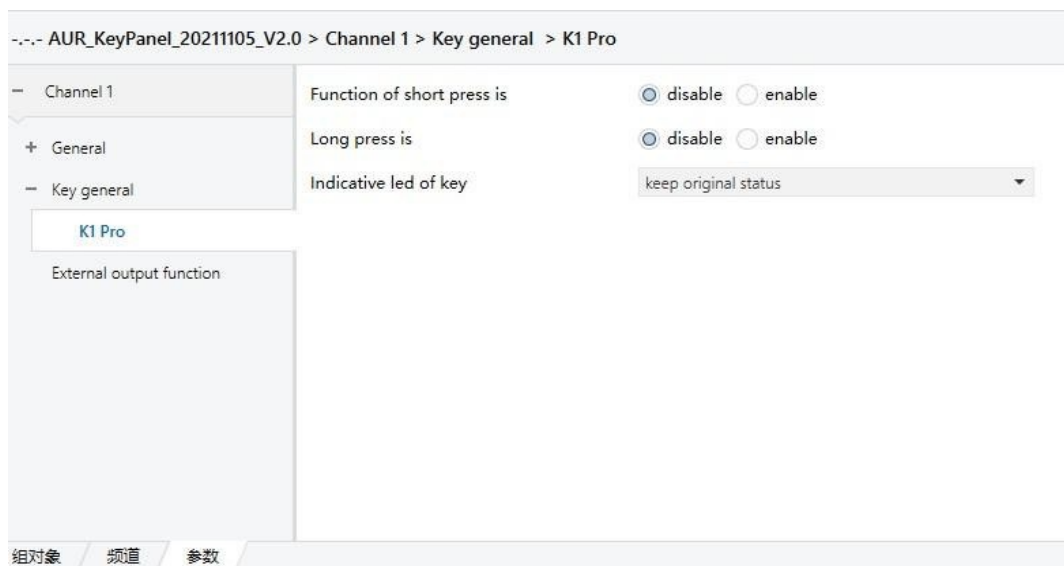 -.-.- AUR_KeyPanel_20211105_V2.0 > Channel 1 > Key general > K1 Pro
Channel 1
General
Key general
K1 Pro
External output function
Function of short press is disable enable
Long press is disable enable
Indicative led of key keep original status
组对象 频道 参数